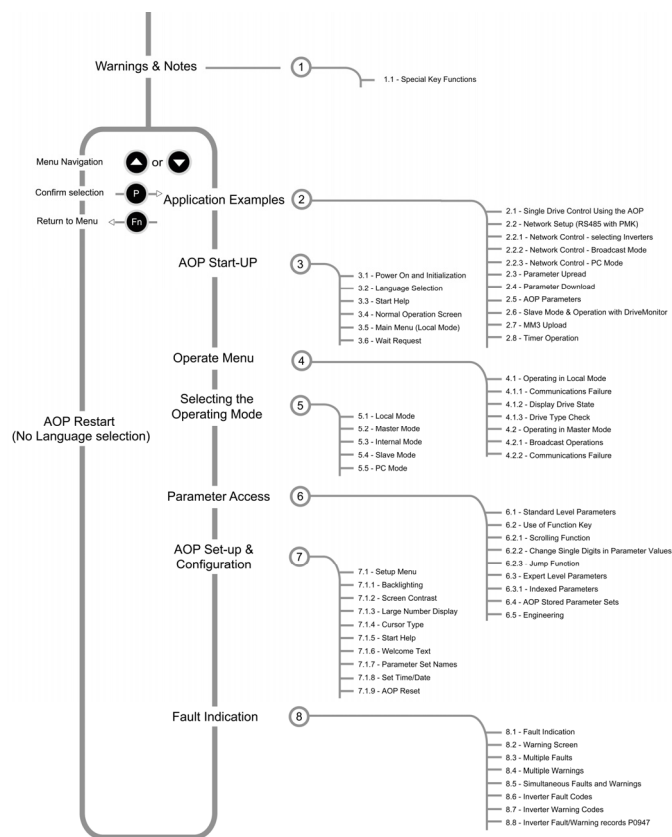 Warnings & Notes
1
1.1 - Special Key Functions
Menu Navigation
or
Confirm selection
P
Return to Menu
Fn
Application Examples
2
2.1 - Single Drive Control Using the AOP
2.2 - Network Setup (RS485 with PMK)
2.2.1 - Network Control - selecting Inverters
2.2.2 - Network Control - Broadcast Mode
2.2.3 - Network Control - PC Mode
2.3 - Parameter Upread
2.4 - Parameter Download
2.5 - AOP Parameters
2.6 - Slave Mode & Operation with DriveMonitor
2.7 - MM3 Upload
2.8 - Timer Operation
AOP Start-UP
3
3.1 - Power On and Initialization
3.2 - Language Selection
3.3 - Start Help
3.4 - Normal Operation Screen
3.5 - Main Menu (Local Mode)
3.6 - Wait Request
Operate Menu
4
4.1 - Operating in Local Mode
4.1.1 - Communications Failure
4.1.2 - Display Drive State
4.1.3 - Drive Type Check
4.2 - Operating in Master Mode
4.2.1 - Broadcast Operations
4.2.2 - Communications Failure
Selecting the
Operating Mode
5
5.1 - Local Mode
5.2 - Master Mode
5.3 - Internal Mode
5.4 - Slave Mode
5.5 - PC Mode
AOP Restart
(No Language selection)
Parameter Access
6
6.1 - Standard Level Parameters
6.2 - Use of Function Key
6.2.1 - Scrolling Function
6.2.2 - Change Single Digits in Parameter Values
6.2.3 - Jump Function
6.3 - Expert Level Parameters
6.3.1 - Indexed Parameters
6.4 - AOP Stored Parameter Sets
6.5 - Engineering
AOP Set-up &
Configuration
7
7.1 - Setup Menu
7.1.1 - Backlighting
7.1.2 - Screen Contrast
7.1.3 - Large Number Display
7.1.4 - Cursor Type
7.1.5 - Start Help
7.1.6 - Welcome Text
7.1.7 - Parameter Set Names
7.1.8 - Set Time/Date
7.1.9 - AOP Reset
Fault Indication
8
8.1 - Fault Indication
8.2 - Warning Screen
8.3 - Multiple Faults
8.4 - Multiple Warnings
8.5 - Simultaneous Faults and Warnings
8.6 - Inverter Fault Codes
8.7 - Inverter Warning Codes
8.8 - Inverter Fault/Warning records P0947